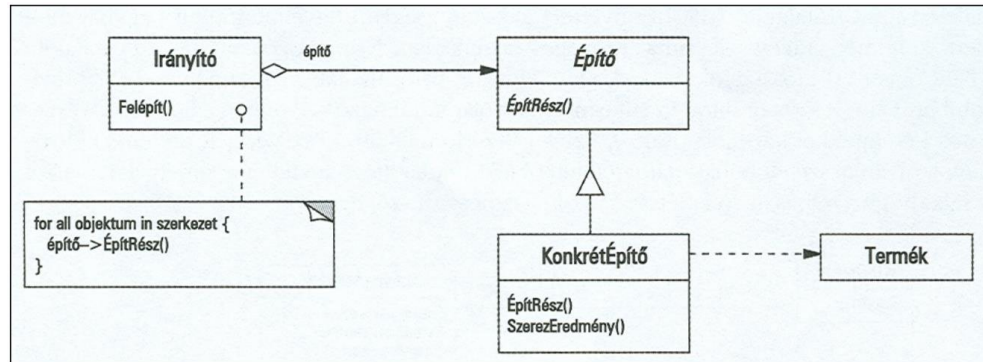 Irányító
Felépít()
építő
Építő
ÉpítRész()
for all objektum in szerkezet {
építő–>ÉpítRész()
}
KonkrétÉpítő
ÉpítRész()
SzerezEredmény()
Termék